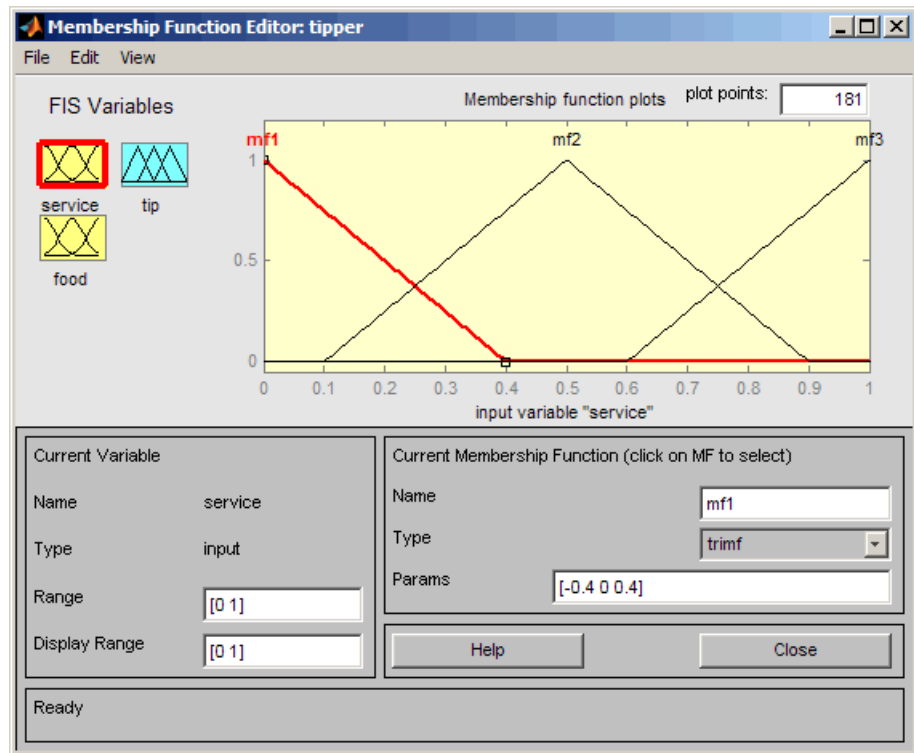 Membership Function Editor: tipper
File Edit View
FIS Variables
Membership function plots
plot points: 181
service
tip
food
mf1 mf2 mf3
1
0.5
0
0 0.1 0.2 0.3 0.4 0.5 0.6 0.7 0.8 0.9 1
input variable "service"
Current Variable
Name service
Type input
Range [0 1]
Display Range [0 1]
Current Membership Function (click on MF to select)
Name mf1
Type trimf
Params [-0.4 0 0.4]
Help Close
Ready